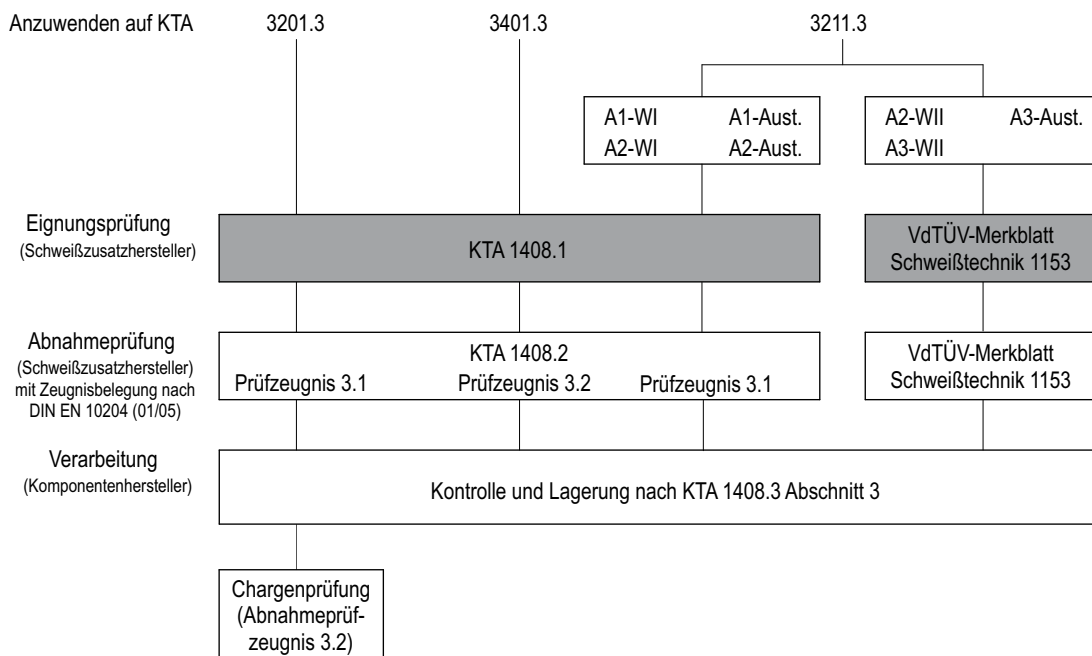 Anzuwenden auf KTA 3201.3 3401.3 3211.3
A1-WI A1-Aust.
A2-WI A2-Aust.
A2-WII A3-Aust.
A3-WII
Eignungsprüfung
(Schweißzusatzhersteller)
KTA 1408.1
VdTÜV-Merkblatt
Schweißtechnik 1153
Abnahmeprüfung
(Schweißzusatzhersteller)
mit Zeugnisbelegung nach
DIN EN 10204 (01/05)
KTA 1408.2
Prüfzeugnis 3.1 Prüfzeugnis 3.2 Prüfzeugnis 3.1
VdTÜV-Merkblatt
Schweißtechnik 1153
Verarbeitung
(Komponentenhersteller)
Kontrolle und Lagerung nach KTA 1408.3 Abschnitt 3
Chargenprüfung
(Abnahmeprüf-
zeugnis 3.2)